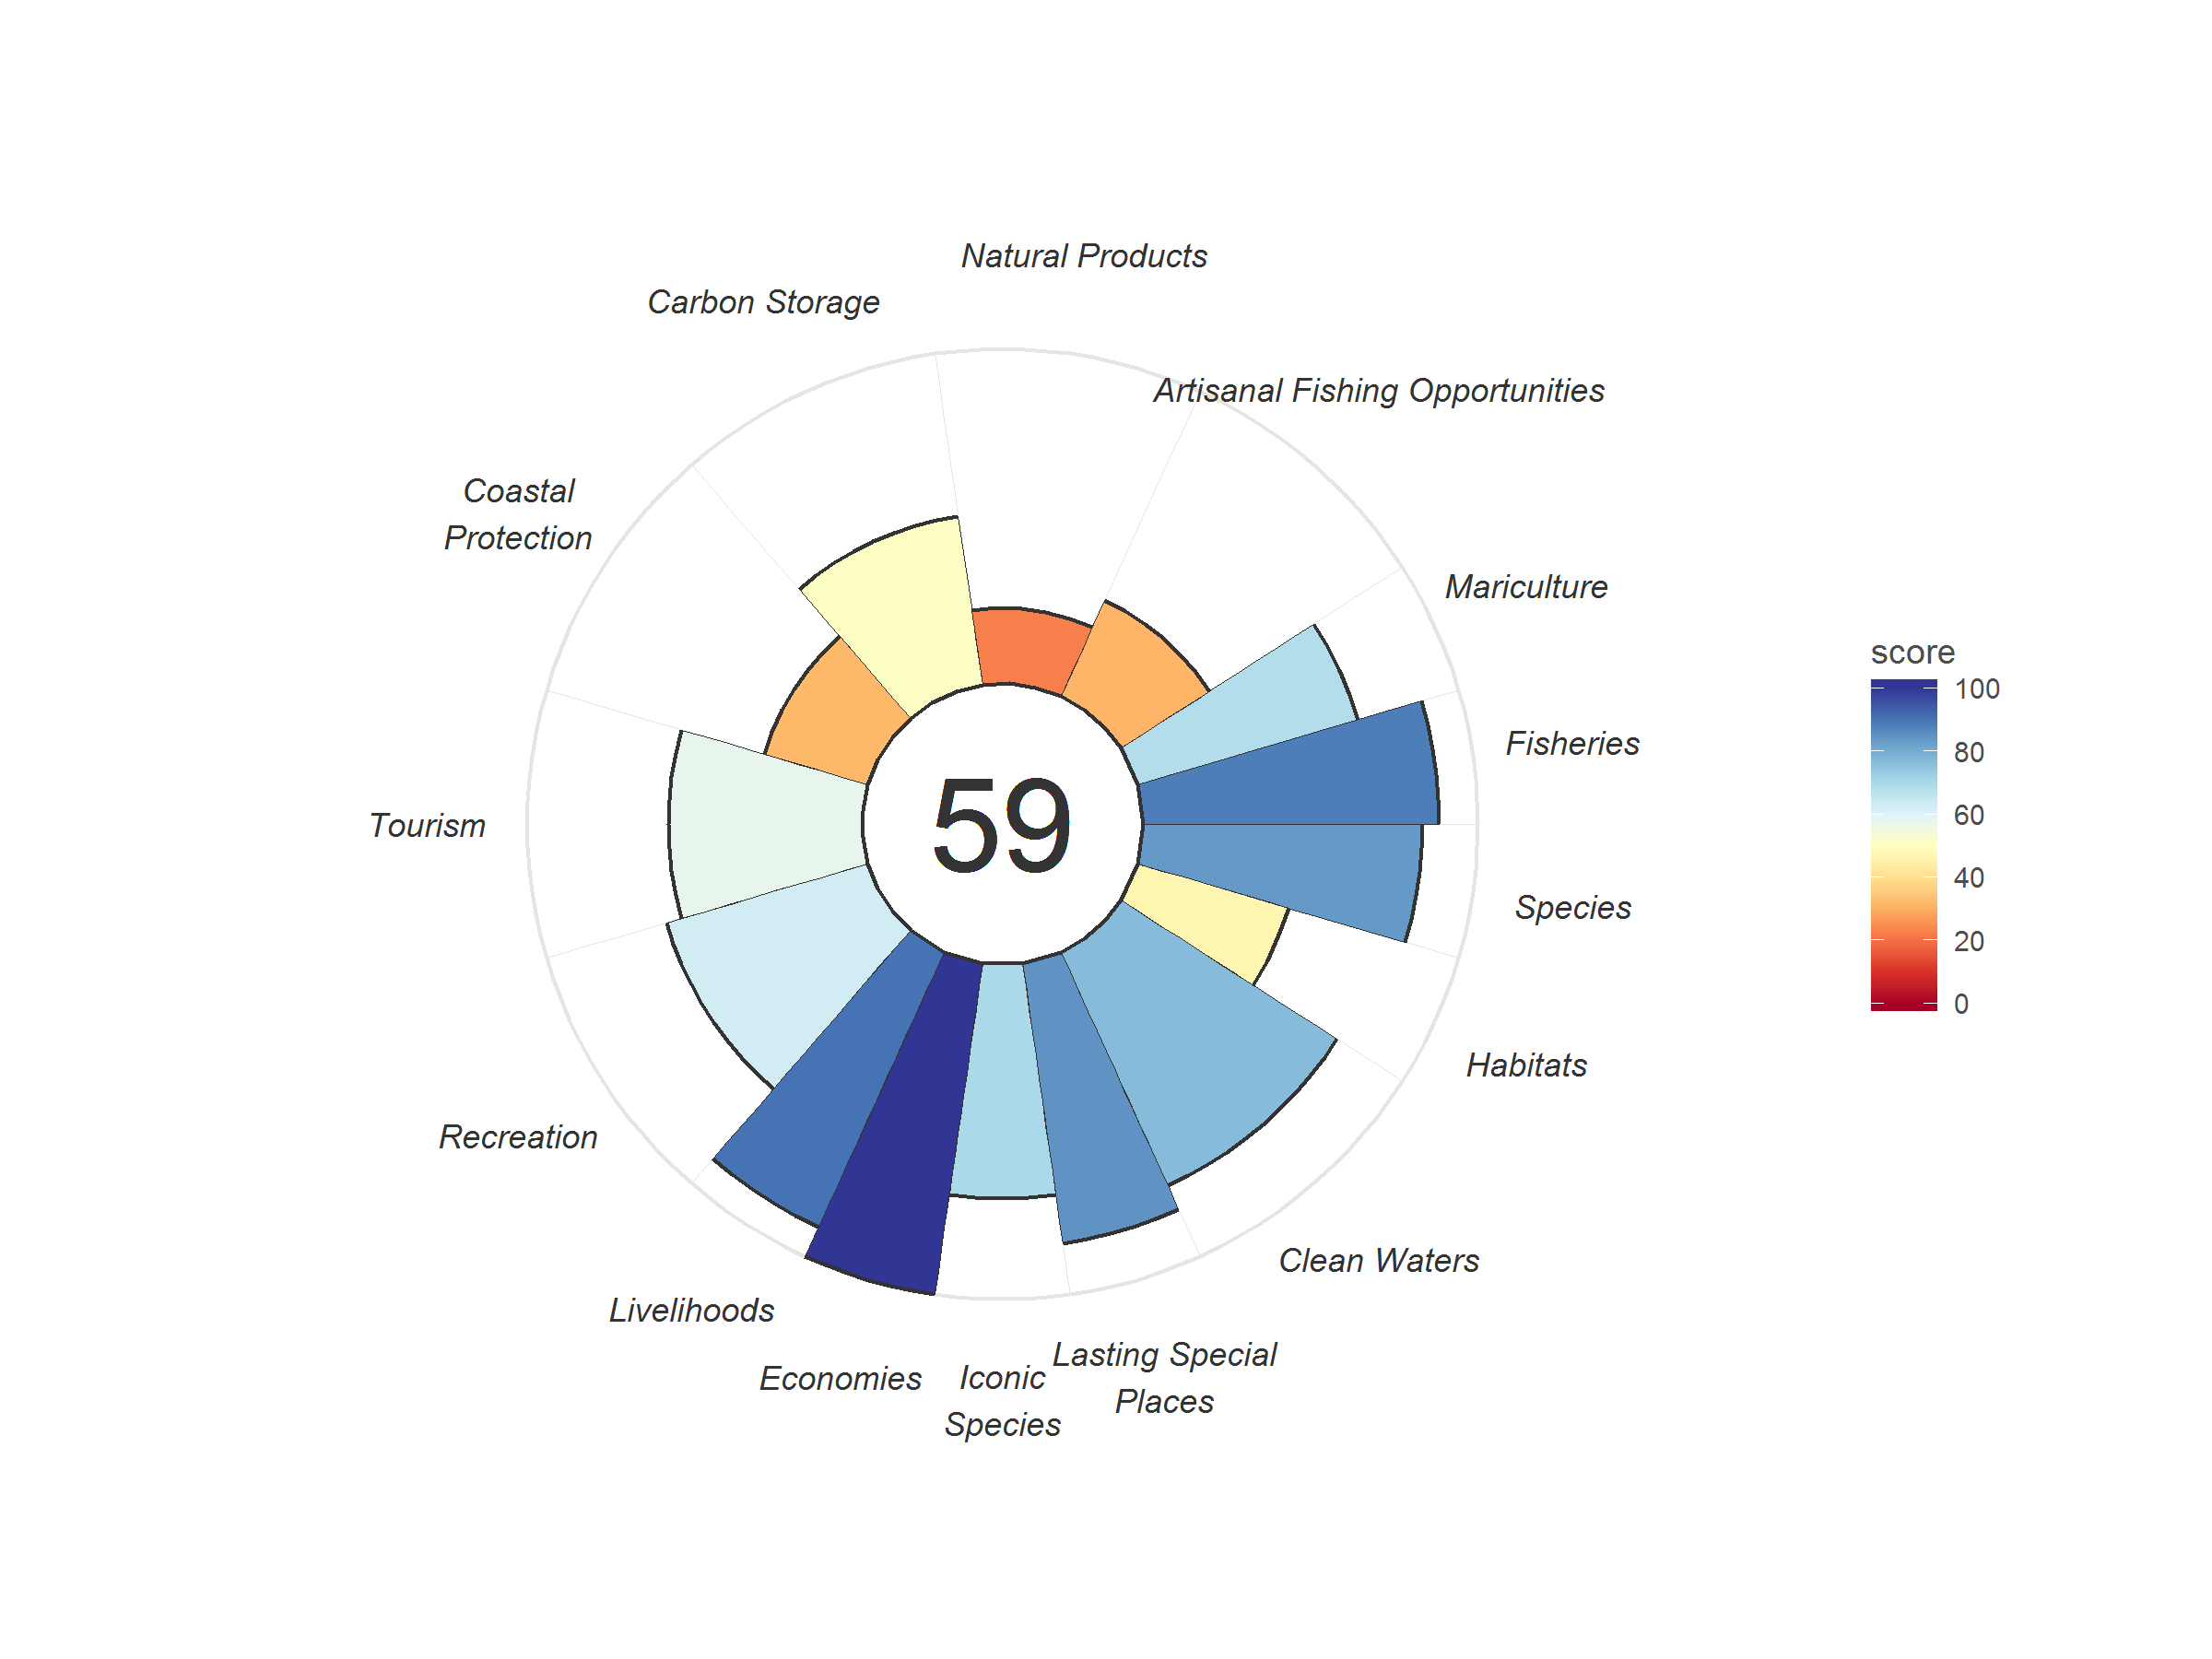 Natural Products
Carbon Storage
Artisanal Fishing Opportunities
Coastal
Protection
Mariculture
score
100
80
60
40
20
0
Fisheries
59
Tourism
Species
Habitats
Recreation
Clean Waters
Livelihoods
Lasting Special
Places
Economies
Iconic
Species